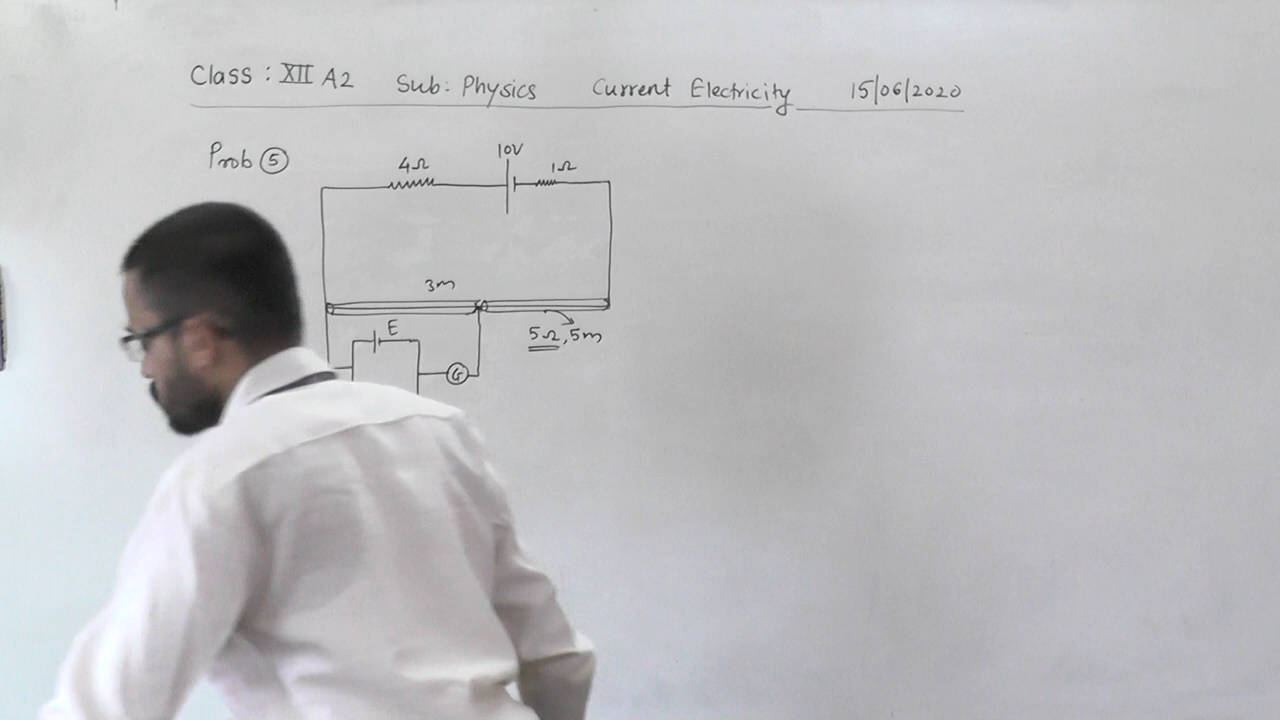 Class : XII A2 Sub: Physics Current Electricity 15/06/2020
Prob ⑤
10V
4Ω 1Ω
3m
E 5Ω, 5m
G